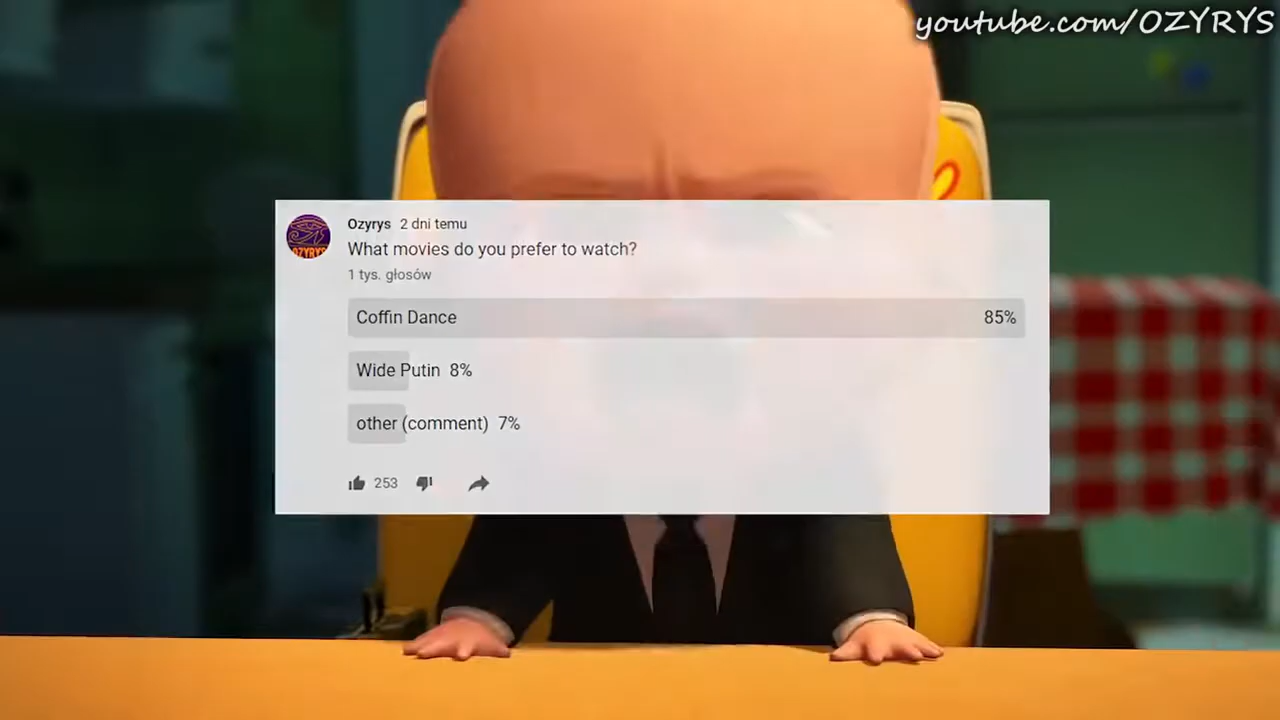 youtube.com/OZYRYS
Ozyrys 2 dni temu
What movies do you prefer to watch?
1 tys. głosów
Coffin Dance 85%
Wide Putin 8%
other (comment) 7%
253
OZYRYS